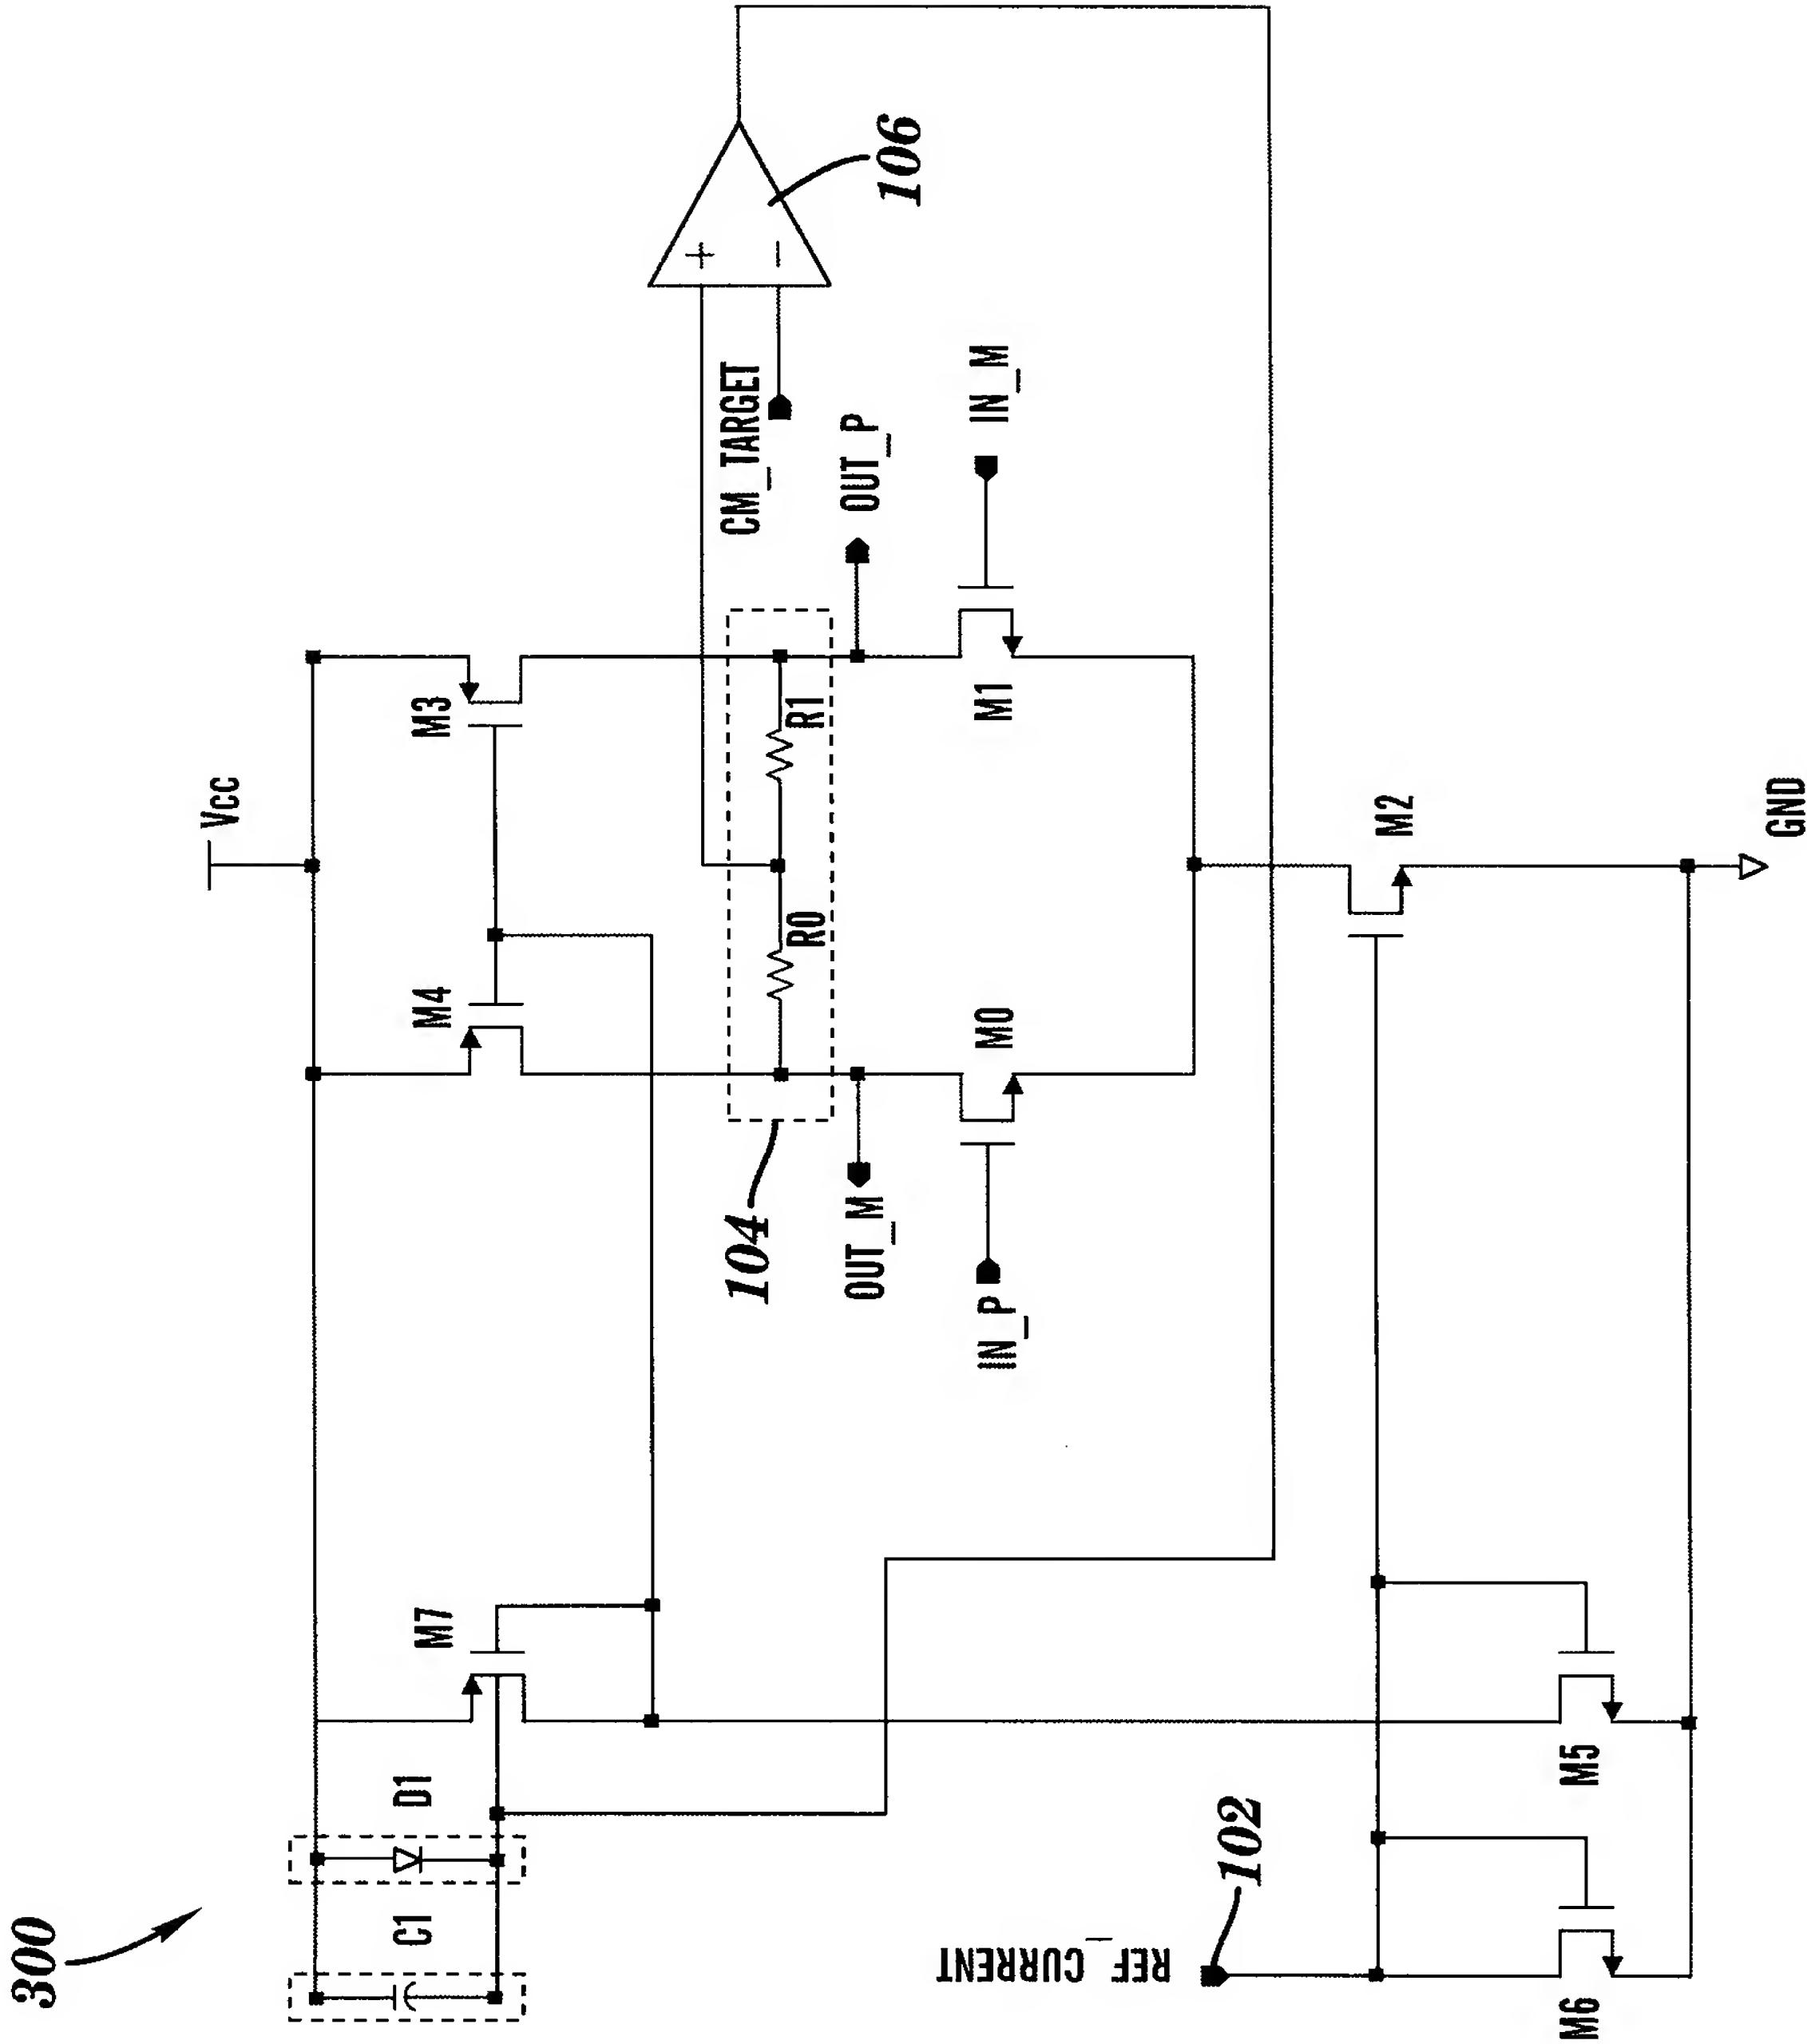 300
C1
D1
M7
M4
M3
Vcc
104
R0
R1
106
+
−
CM_TARGET
OUT_M
OUT_P
IN_P
M0
M1
IN_M
REF_CURRENT
102
M6
M5
M2
GND